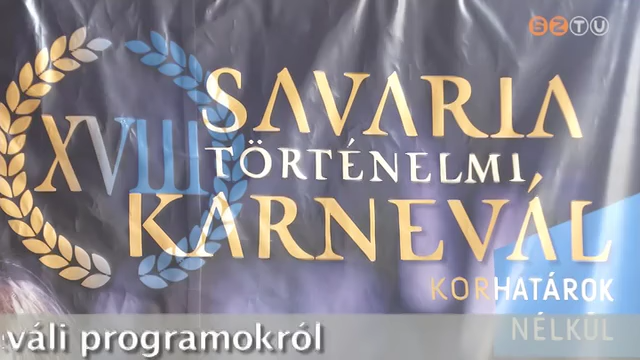 SZTV
SAVARIA
XVIII TÖRTÉNELMI
KARNEVÁL
KORHATÁROK
NÉLKÜL
váli programokról